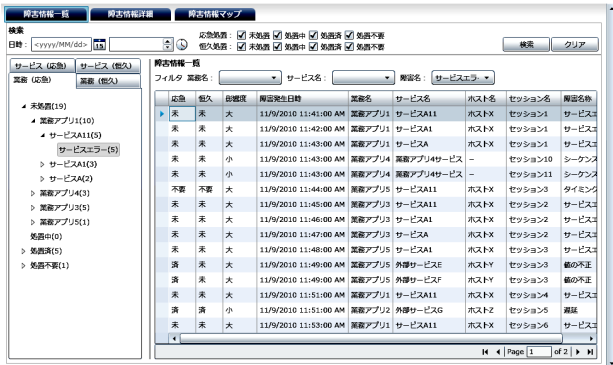 障害情報一覧 障害情報詳細 障害情報マップ
検索
日時： <yyyy/MM/dd> 15
応急処置： 未処置 処置中 処置済 処置不要
恒久処置： 未処置 処置中 処置済 処置不要
検索 クリア
サービス（応急） サービス（恒久）
業務（応急） 業務（恒久）
未処置(19)
業務アプリ1(10)
サービスA11(5)
サービスエラー(5)
サービスA1(3)
サービスA(2)
業務アプリ4(3)
業務アプリ3(5)
業務アプリ5(1)
処置中(0)
処置済(5)
処置不要(1)
障害情報一覧
フィルタ 業務名： サービス名： 障害名： サービスエラ-
応急 恒久 影響度 障害発生日時 業務名 サービス名 ホスト名 セッション名 障害名称
未 未 大 11/9/2010 11:41:00 AM 業務アプリ1 サービスA11 ホストX セッション1 サービスエ
未 未 大 11/9/2010 11:42:00 AM 業務アプリ1 サービスA1 ホストX セッション1 サービスエ
未 未 大 11/9/2010 11:43:00 AM 業務アプリ1 サービスA ホストX セッション1 サービスエ
未 未 小 11/9/2010 11:43:00 AM 業務アプリ4 業務アプリ4サービス – セッション10 シーケンス
未 未 小 11/9/2010 11:43:00 AM 業務アプリ4 業務アプリ4サービス – セッション11 シーケンス
不要 不要 大 11/9/2010 11:44:00 AM 業務アプリ5 サービスA11 ホストX セッション3 タイミング
未 未 大 11/9/2010 11:45:00 AM 業務アプリ3 サービスA11 ホストX セッション2 サービスエ
未 未 大 11/9/2010 11:46:00 AM 業務アプリ3 サービスA11 ホストX セッション2 サービスエ
未 未 大 11/9/2010 11:47:00 AM 業務アプリ3 サービスA1 ホストX セッション2 サービスエ
未 未 大 11/9/2010 11:48:00 AM 業務アプリ5 サービスA1 ホストX セッション3 サービスエ
済 未 大 11/9/2010 11:49:00 AM 業務アプリ5 外部サービスE ホストY セッション3 値の不正
済 未 大 11/9/2010 11:49:00 AM 業務アプリ5 外部サービスF ホストY セッション3 値の不正
未 未 大 11/9/2010 11:51:00 AM 業務アプリ1 サービスA11 ホストX セッション4 サービスエ
済 済 小 11/9/2010 11:51:00 AM 業務アプリ2 外部サービスG ホストZ セッション5 遅延
未 未 大 11/9/2010 11:53:00 AM 業務アプリ1 サービスA11 ホストX セッション6 サービスエ
Page 1 of 2